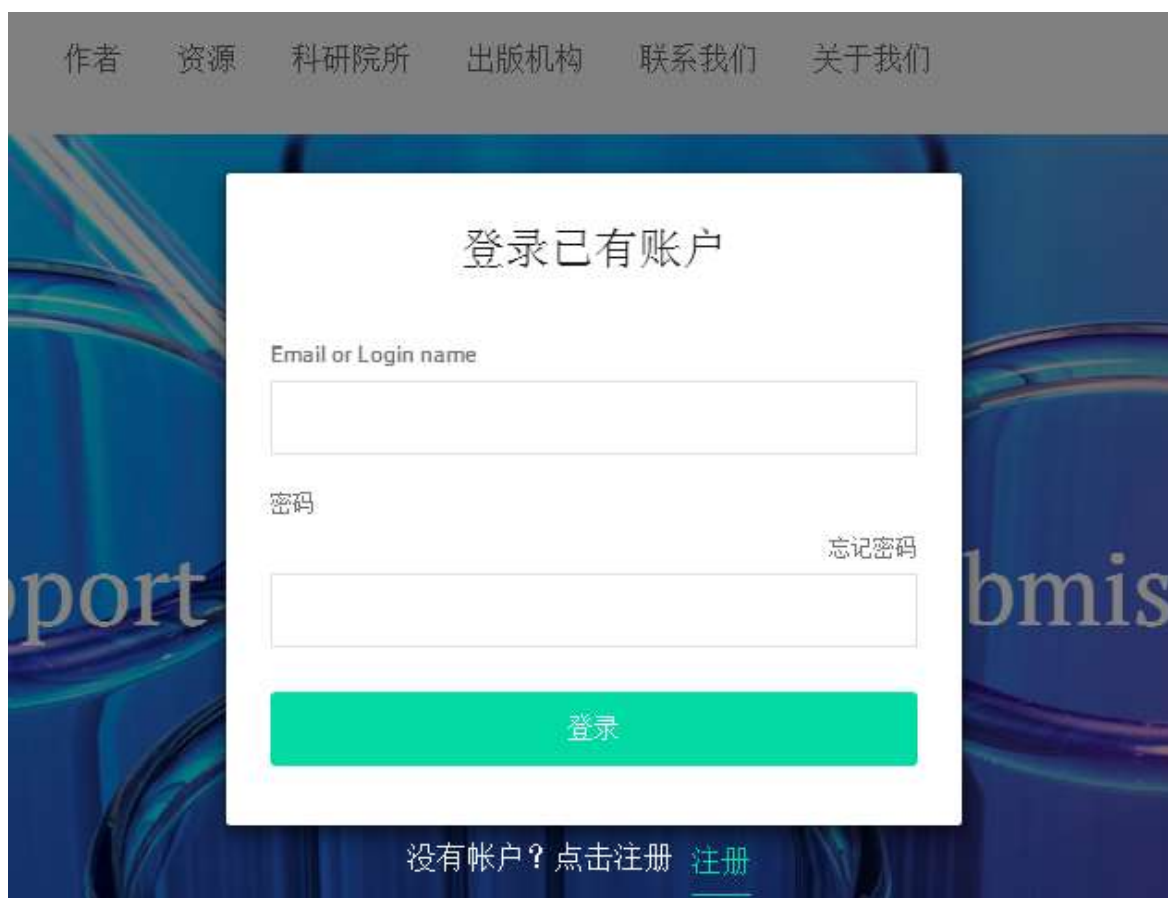 作者 资源 科研院所 出版机构 联系我们 关于我们
登录已有账户
Email or Login name
密码
忘记密码
pport
bmis
登录
没有帐户？点击注册 注册